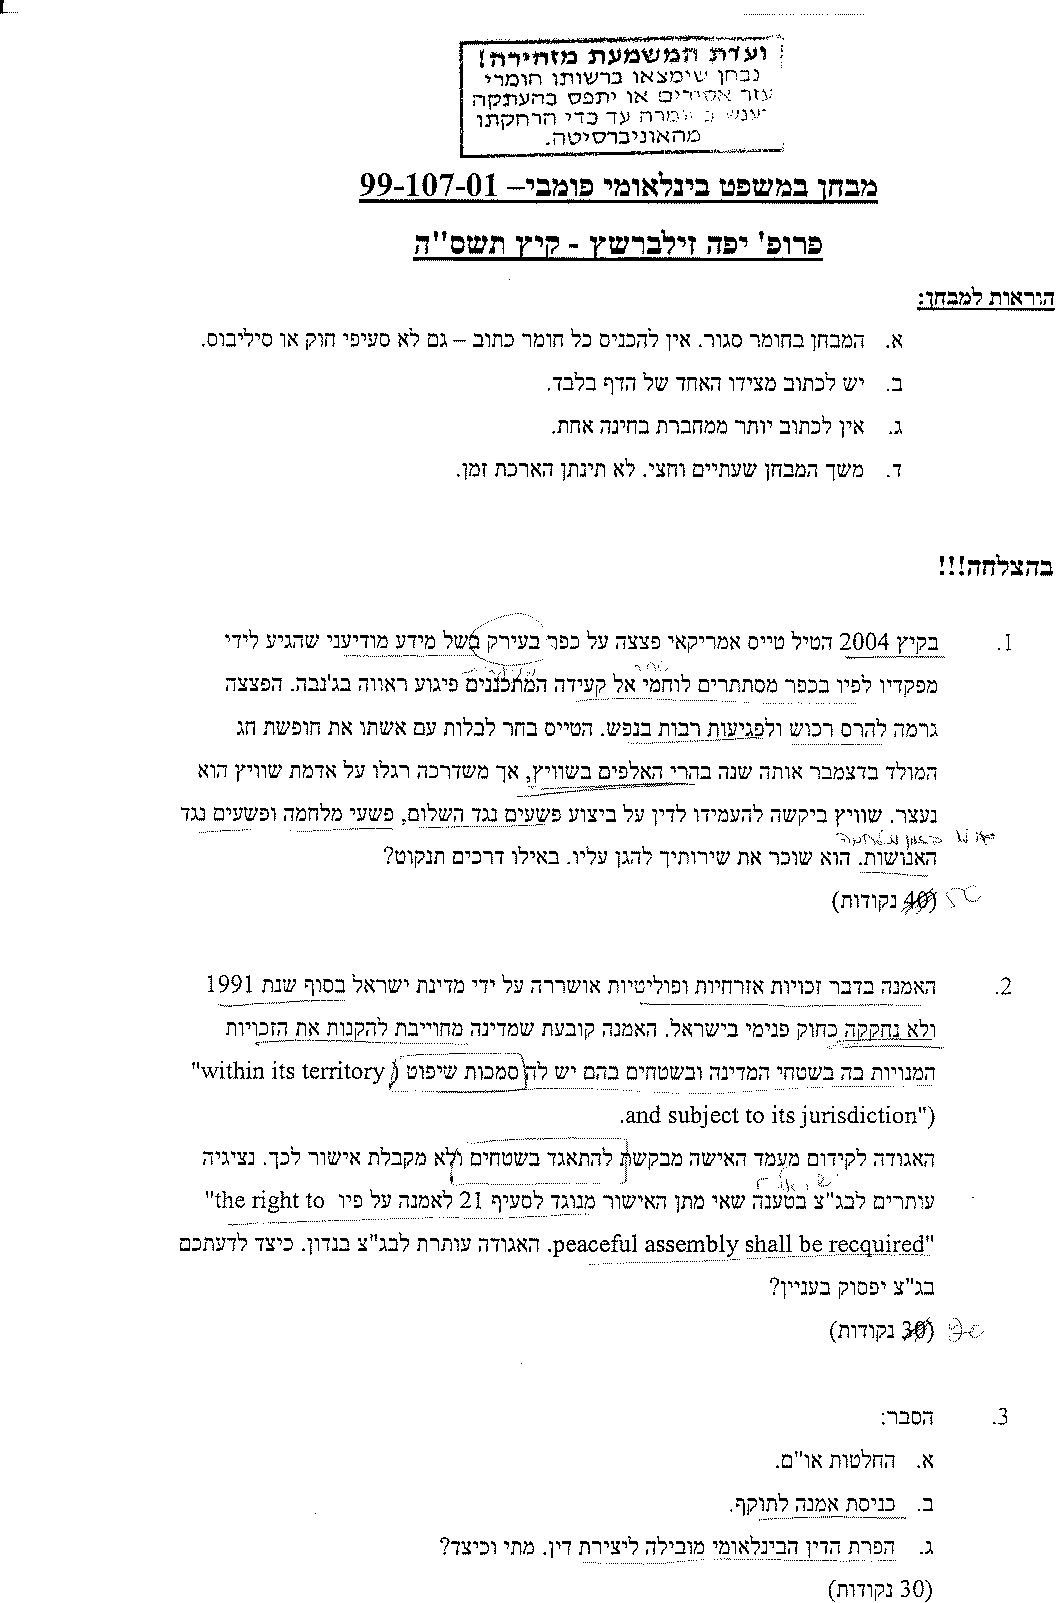 ועדת המשמעת מזהירה!
נבחן שימצאו ברשותו חומרי
עזר אסורים או יתפס בהעתקה
יענש בחומרה עד כדי הרחקתו
מהאוניברסיטה.
מבחן במשפט בינלאומי פומבי– 99-107-01
פרופ' יפה זילברשץ - קיץ תשס"ה
הוראות למבחן:
א. המבחן בחומר סגור. אין להכניס כל חומר כתוב – גם לא סעיפי חוק או סיליבוס.
ב. יש לכתוב מצידו האחד של הדף בלבד.
ג. אין לכתוב יותר ממחברת בחינה אחת.
ד. משך המבחן שעתיים וחצי. לא תינתן הארכת זמן.
בהצלחה!!!
1. בקיץ 2004 הטיל טייס אמריקאי פצצה על כפר בעירק בשל מידע מודיעני שהגיע לידי
מפקדיו לפיו בכפר מסתתרים לוחמי אל קעידה המתכננים פיגוע ראווה בג'נבה. הפצצה
גרמה להרס רכוש ולפגיעות רבות בנפש. הטייס בחר לבלות עם אשתו את חופשת חג
המולד בדצמבר אותה שנה בהרי האלפים בשוויץ, אך משדרכה רגלו על אדמת שוויץ הוא
נעצר. שוויץ ביקשה להעמידו לדין על ביצוע פשעים נגד השלום, פשעי מלחמה ופשעים נגד
האנושות. הוא שוכר את שירותיך להגן עליו. באילו דרכים תנקוט?
(40 נקודות)
2. האמנה בדבר זכויות אזרחיות ופוליטיות אושררה על ידי מדינת ישראל בסוף שנת 1991
ולא נחקקה כחוק פנימי בישראל. האמנה קובעת שמדינה מחוייבת להקנות את הזכויות
המנויות בה בשטחי המדינה ובשטחים בהם יש לה סמכות שיפוט ("within its territory
and subject to its jurisdiction").
האגודה לקידום מעמד האישה מבקשת להתאגד בשטחים ולא מקבלת אישור לכך. נציגיה
עותרים לבג"צ בטענה שאי מתן האישור מנוגד לסעיף 21 לאמנה על פיו "the right to
peaceful assembly shall be recquired". האגודה עותרת לבג"צ בנדון. כיצד לדעתכם
בג"צ יפסוק בעניין?
(30 נקודות)
3. הסבר:
א. החלטות או"ם.
ב. כניסת אמנה לתוקף.
ג. הפרת הדין הבינלאומי מובילה ליצירת דין. מתי וכיצד?
(30 נקודות)